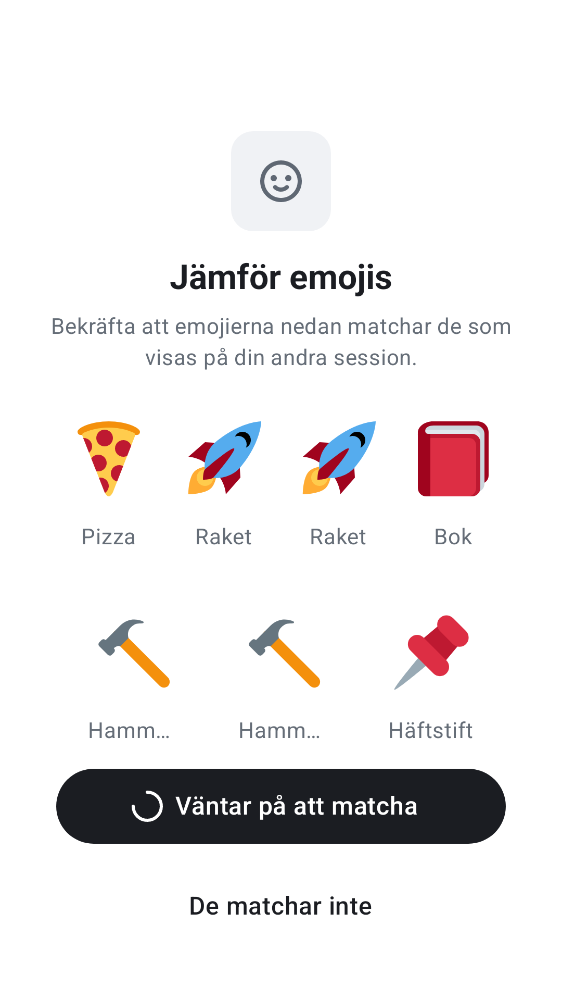 Jämför emojis
Bekräfta att emojierna nedan matchar de som
visas på din andra session.
Pizza
Raket
Raket
Bok
Hamm…
Hamm…
Häftstift
Väntar på att matcha
De matchar inte